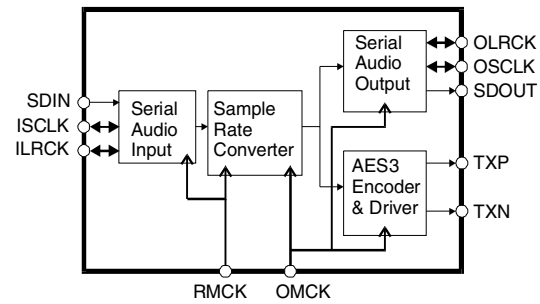 SDIN
ISCLK
ILRCK
Serial
Audio
Input
Sample
Rate
Converter
Serial
Audio
Output
OLRCK
OSCLK
SDOUT
AES3
Encoder
& Driver
TXP
TXN
RMCK
OMCK